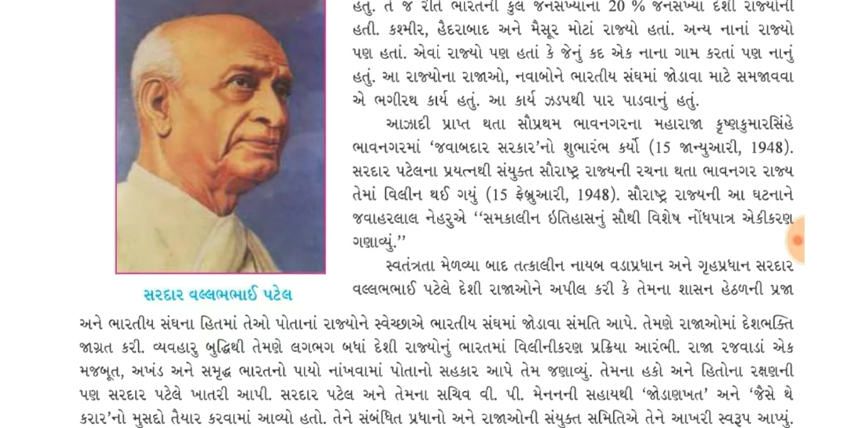 હતું. તે જ રીતે ભારતની કુલ જનસંખ્યાના 20 % જનસંખ્યા દેશી રાજ્યોની
હતી. કશ્મીર, હૈદરાબાદ અને મૈસૂર મોટાં રાજ્યો હતાં. અન્ય નાનાં રાજ્યો
પણ હતાં. એવાં રાજ્યો પણ હતાં કે જેનું કદ એક નાના ગામ કરતાં પણ નાનું
હતું. આ રાજ્યોના રાજાઓ, નવાબોને ભારતીય સંઘમાં જોડાવા માટે સમજાવવા
એ ભગીરથ કાર્ય હતું. આ કાર્ય ઝડપથી પાર પાડવાનું હતું.
આઝાદી પ્રાપ્ત થતા સૌપ્રથમ ભાવનગરના મહારાજા કૃષ્ણકુમારસિંહે
ભાવનગરમાં ‘જવાબદાર સરકાર’નો શુભારંભ કર્યો (15 જાન્યુઆરી, 1948).
સરદાર પટેલના પ્રયત્નથી સંયુક્ત સૌરાષ્ટ્ર રાજ્યની રચના થતા ભાવનગર રાજ્ય
તેમાં વિલીન થઈ ગયું (15 ફેબ્રુઆરી, 1948). સૌરાષ્ટ્ર રાજ્યની આ ઘટનાને
જવાહરલાલ નેહરુએ ‘‘સમકાલીન ઇતિહાસનું સૌથી વિશેષ નોંધપાત્ર એકીકરણ
ગણાવ્યું.’’
સ્વતંત્રતા મેળવ્યા બાદ તત્કાલીન નાયબ વડાપ્રધાન અને ગૃહપ્રધાન સરદાર
વલ્લભભાઈ પટેલે દેશી રાજાઓને અપીલ કરી કે તેમના શાસન હેઠળની પ્રજા
સરદાર વલ્લભભાઈ પટેલ
અને ભારતીય સંઘના હિતમાં તેઓ પોતાનાં રાજ્યોને સ્વેચ્છાએ ભારતીય સંઘમાં જોડાવા સંમતિ આપે. તેમણે રાજાઓમાં દેશભક્તિ
જાગ્રત કરી. વ્યવહારુ બુદ્ધિથી તેમણે લગભગ બધાં દેશી રાજ્યોનું ભારતમાં વિલીનીકરણ પ્રક્રિયા આરંભી. રાજા રજવાડાં એક
મજબૂત, અખંડ અને સમૃદ્ધ ભારતનો પાયો નાંખવામાં પોતાનો સહકાર આપે તેમ જણાવ્યું. તેમના હકો અને હિતોના રક્ષણની
પણ સરદાર પટેલે ખાતરી આપી. સરદાર પટેલ અને તેમના સચિવ વી. પી. મેનનની સહાયથી ‘જોડાણખત’ અને ‘જૈસે થે
કરાર’નો મુસદ્દો તૈયાર કરવામાં આવ્યો હતો. તેને સંબંધિત પ્રધાનો અને રાજાઓની સંયુક્ત સમિતિએ તેને આખરી સ્વરૂપ આપ્યું.